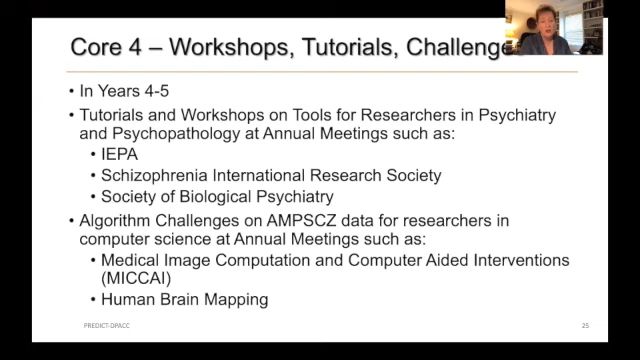 Core 4 – Workshops, Tutorials, Challenges
• In Years 4-5
• Tutorials and Workshops on Tools for Researchers in Psychiatry
and Psychopathology at Annual Meetings such as:
• IEPA
• Schizophrenia International Research Society
• Society of Biological Psychiatry
• Algorithm Challenges on AMPSCZ data for researchers in
computer science at Annual Meetings such as:
• Medical Image Computation and Computer Aided Interventions
(MICCAI)
• Human Brain Mapping
PREDICT-DPACC
25